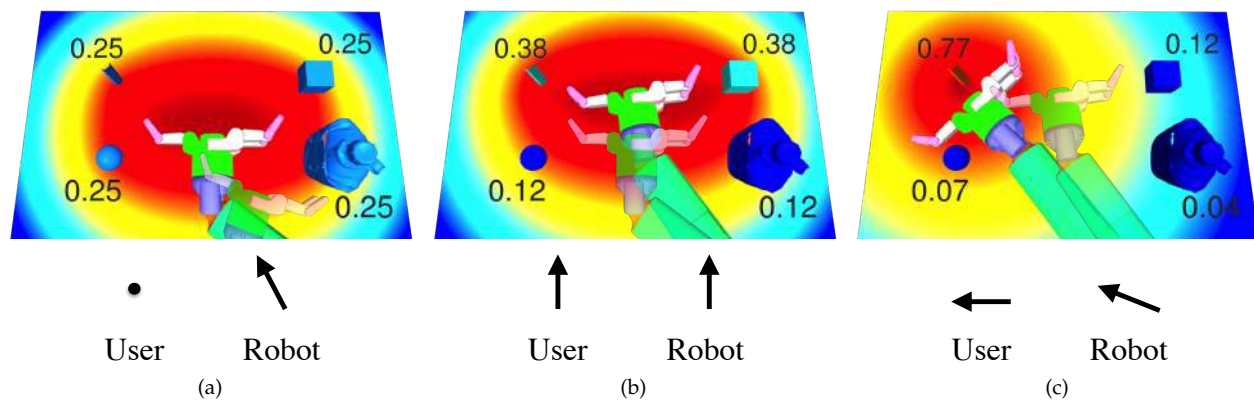 0.25 0.25
0.25 0.25
User Robot
(a)
0.38 0.38
0.12 0.12
User Robot
(b)
0.77 0.12
0.07 0.04
User Robot
(c)